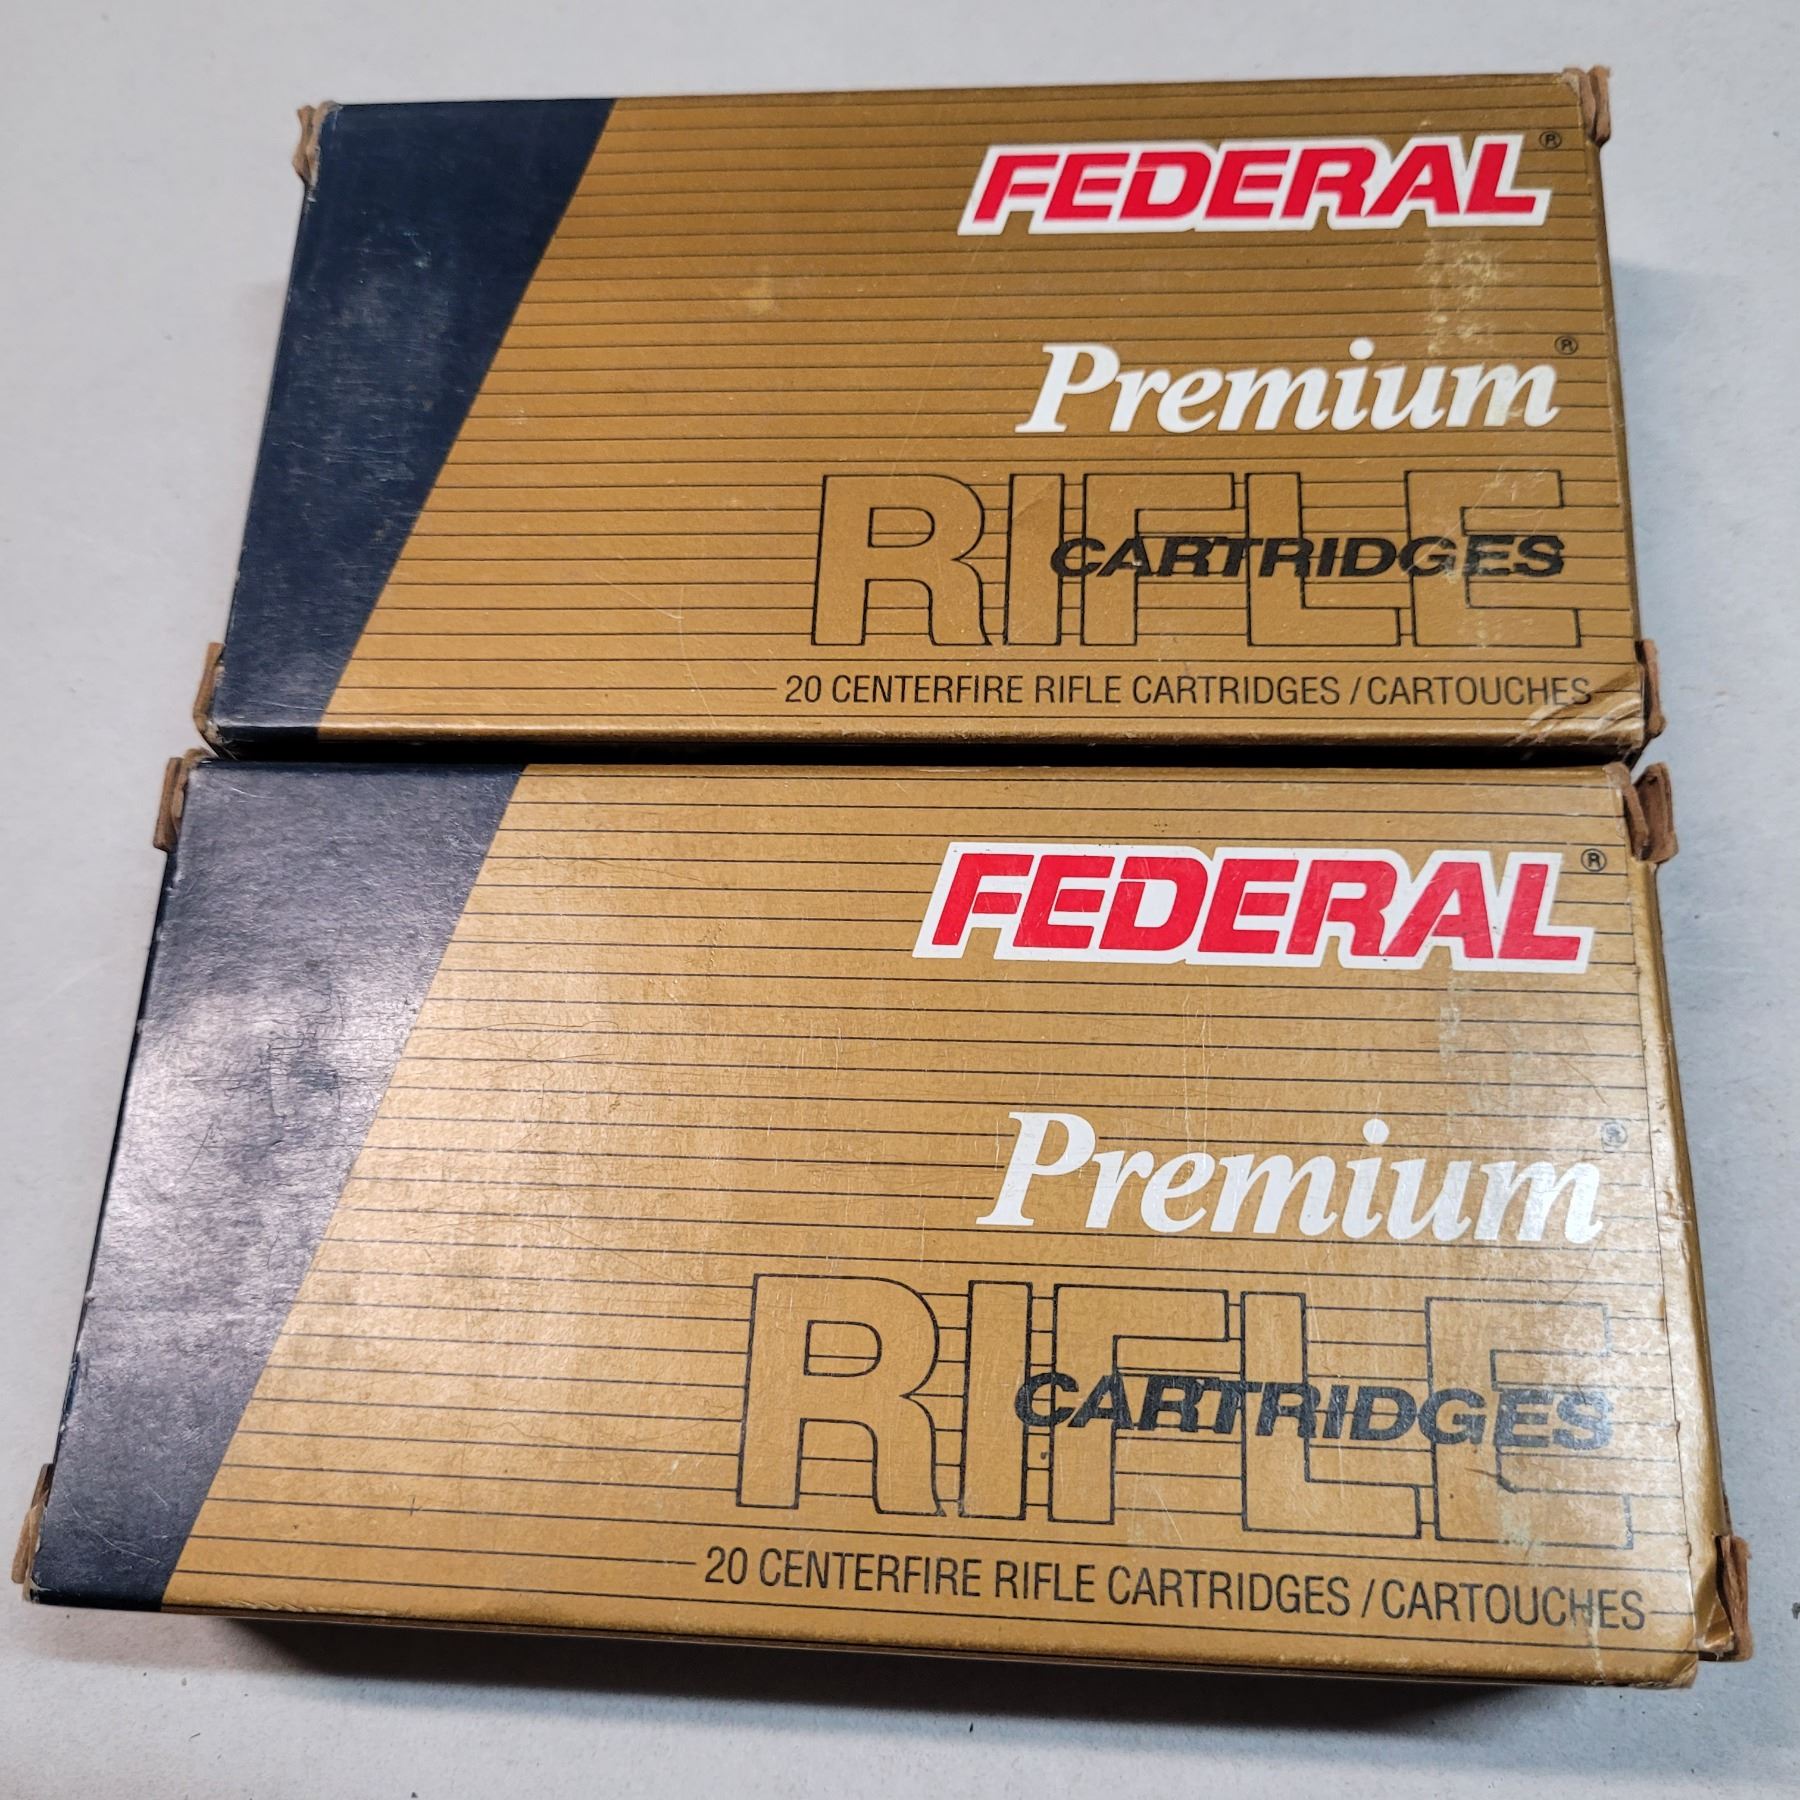 FEDERAL®
Premium®
RIFLE
CARTRIDGES
20 CENTERFIRE RIFLE CARTRIDGES / CARTOUCHES
FEDERAL®
Premium®
RIFLE
CARTRIDGES
20 CENTERFIRE RIFLE CARTRIDGES / CARTOUCHES